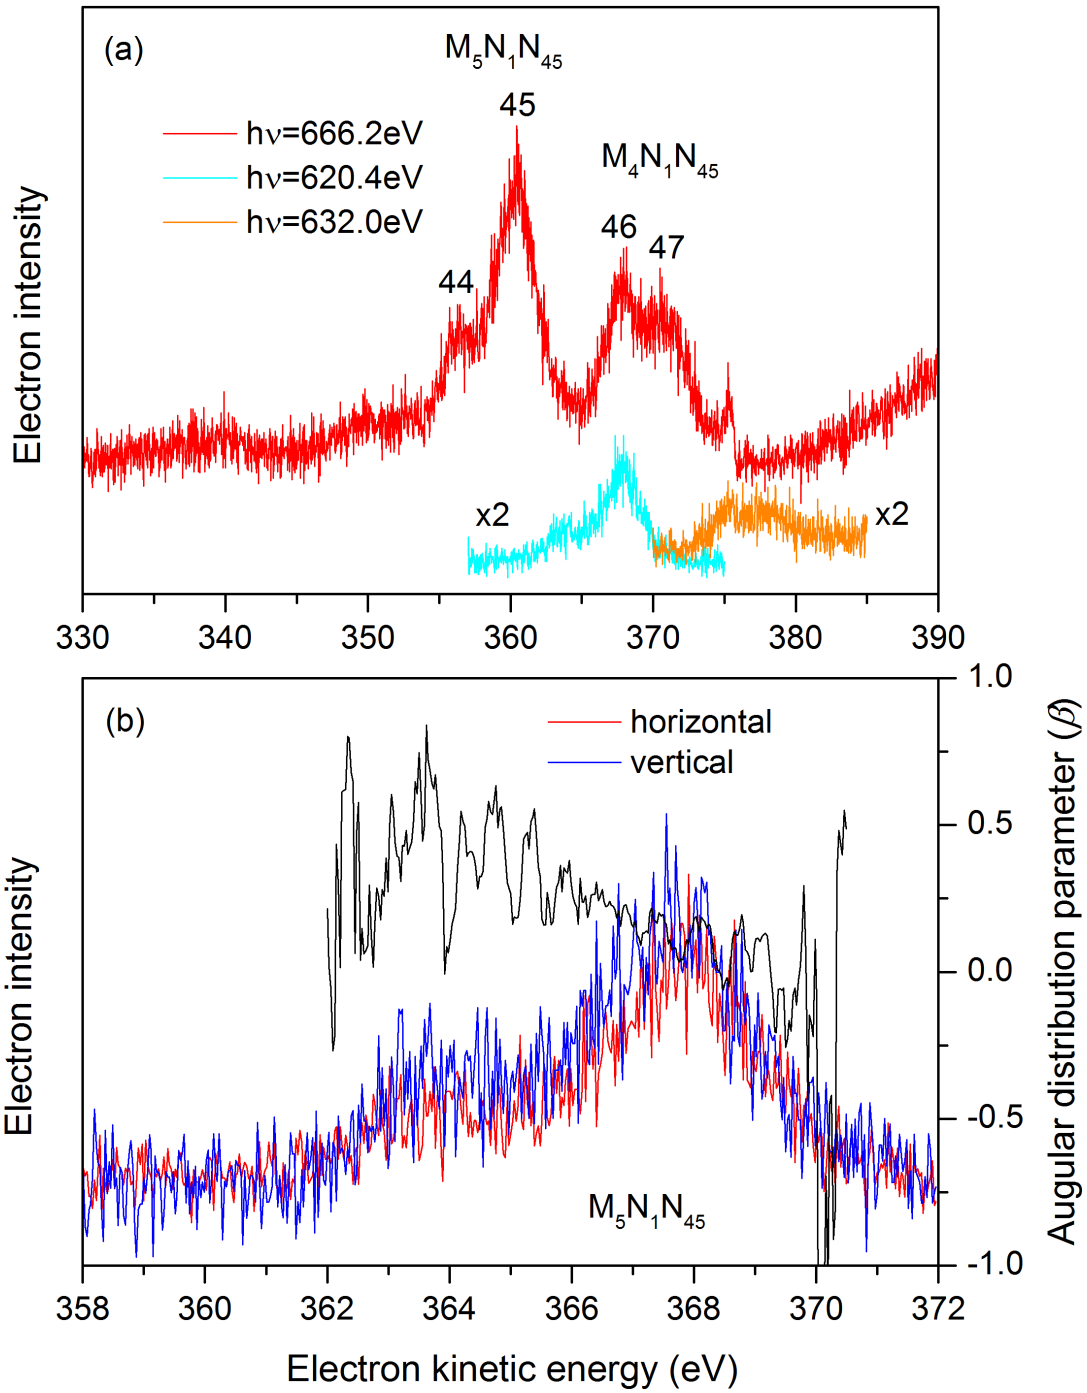 (a)
M5N1N45
45
hν=666.2eV
M4N1N45
hν=620.4eV
hν=632.0eV
46
47
44
x2
x2
Electron intensity
330 340 350 360 370 380 390
(b)
horizontal
vertical
1.0
0.5
0.0
-0.5
-1.0
Electron intensity
Augular distribution parameter (β)
M5N1N45
358 360 362 364 366 368 370 372
Electron kinetic energy (eV)